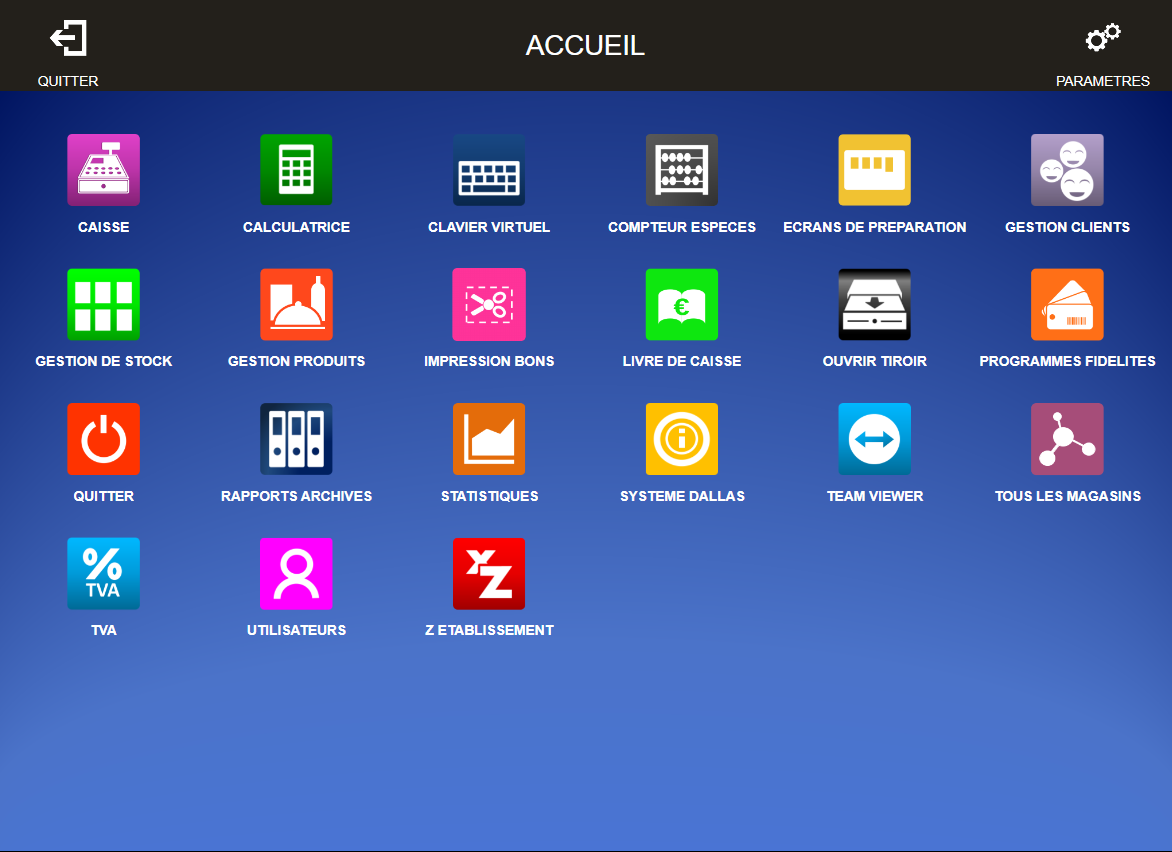 ACCUEIL
QUITTER
PARAMETRES
CAISSE
CALCULATRICE
CLAVIER VIRTUEL
COMPTEUR ESPECES
ECRANS DE PREPARATION
GESTION CLIENTS
€
GESTION DE STOCK
GESTION PRODUITS
IMPRESSION BONS
LIVRE DE CAISSE
OUVRIR TIROIR
PROGRAMMES FIDELITES
QUITTER
RAPPORTS ARCHIVES
STATISTIQUES
SYSTEME DALLAS
TEAM VIEWER
TOUS LES MAGASINS
%
TVA
XZ
TVA
UTILISATEURS
Z ETABLISSEMENT